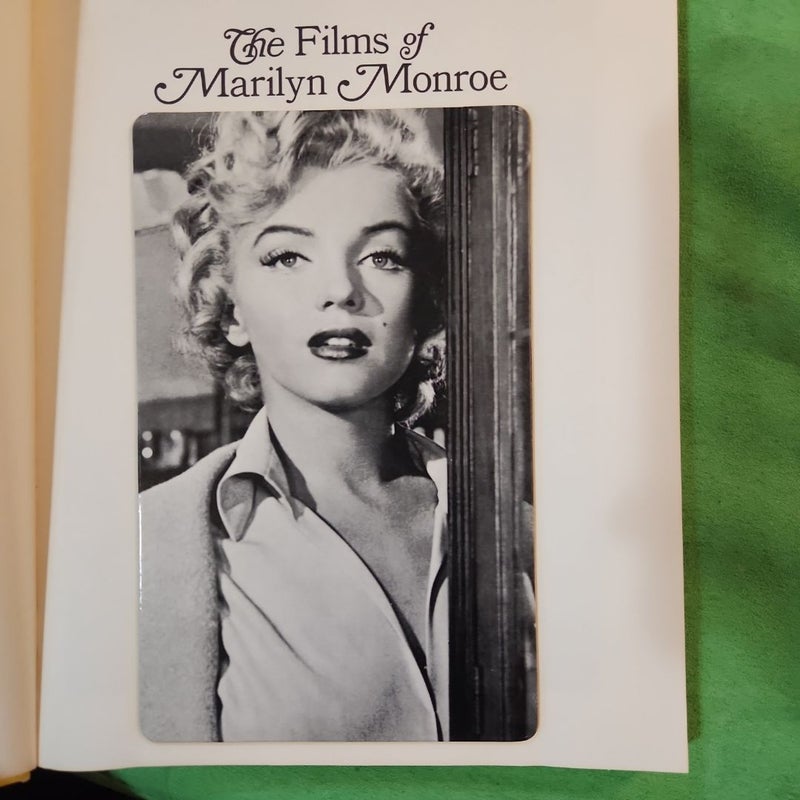 The Films of
Marilyn Monroe